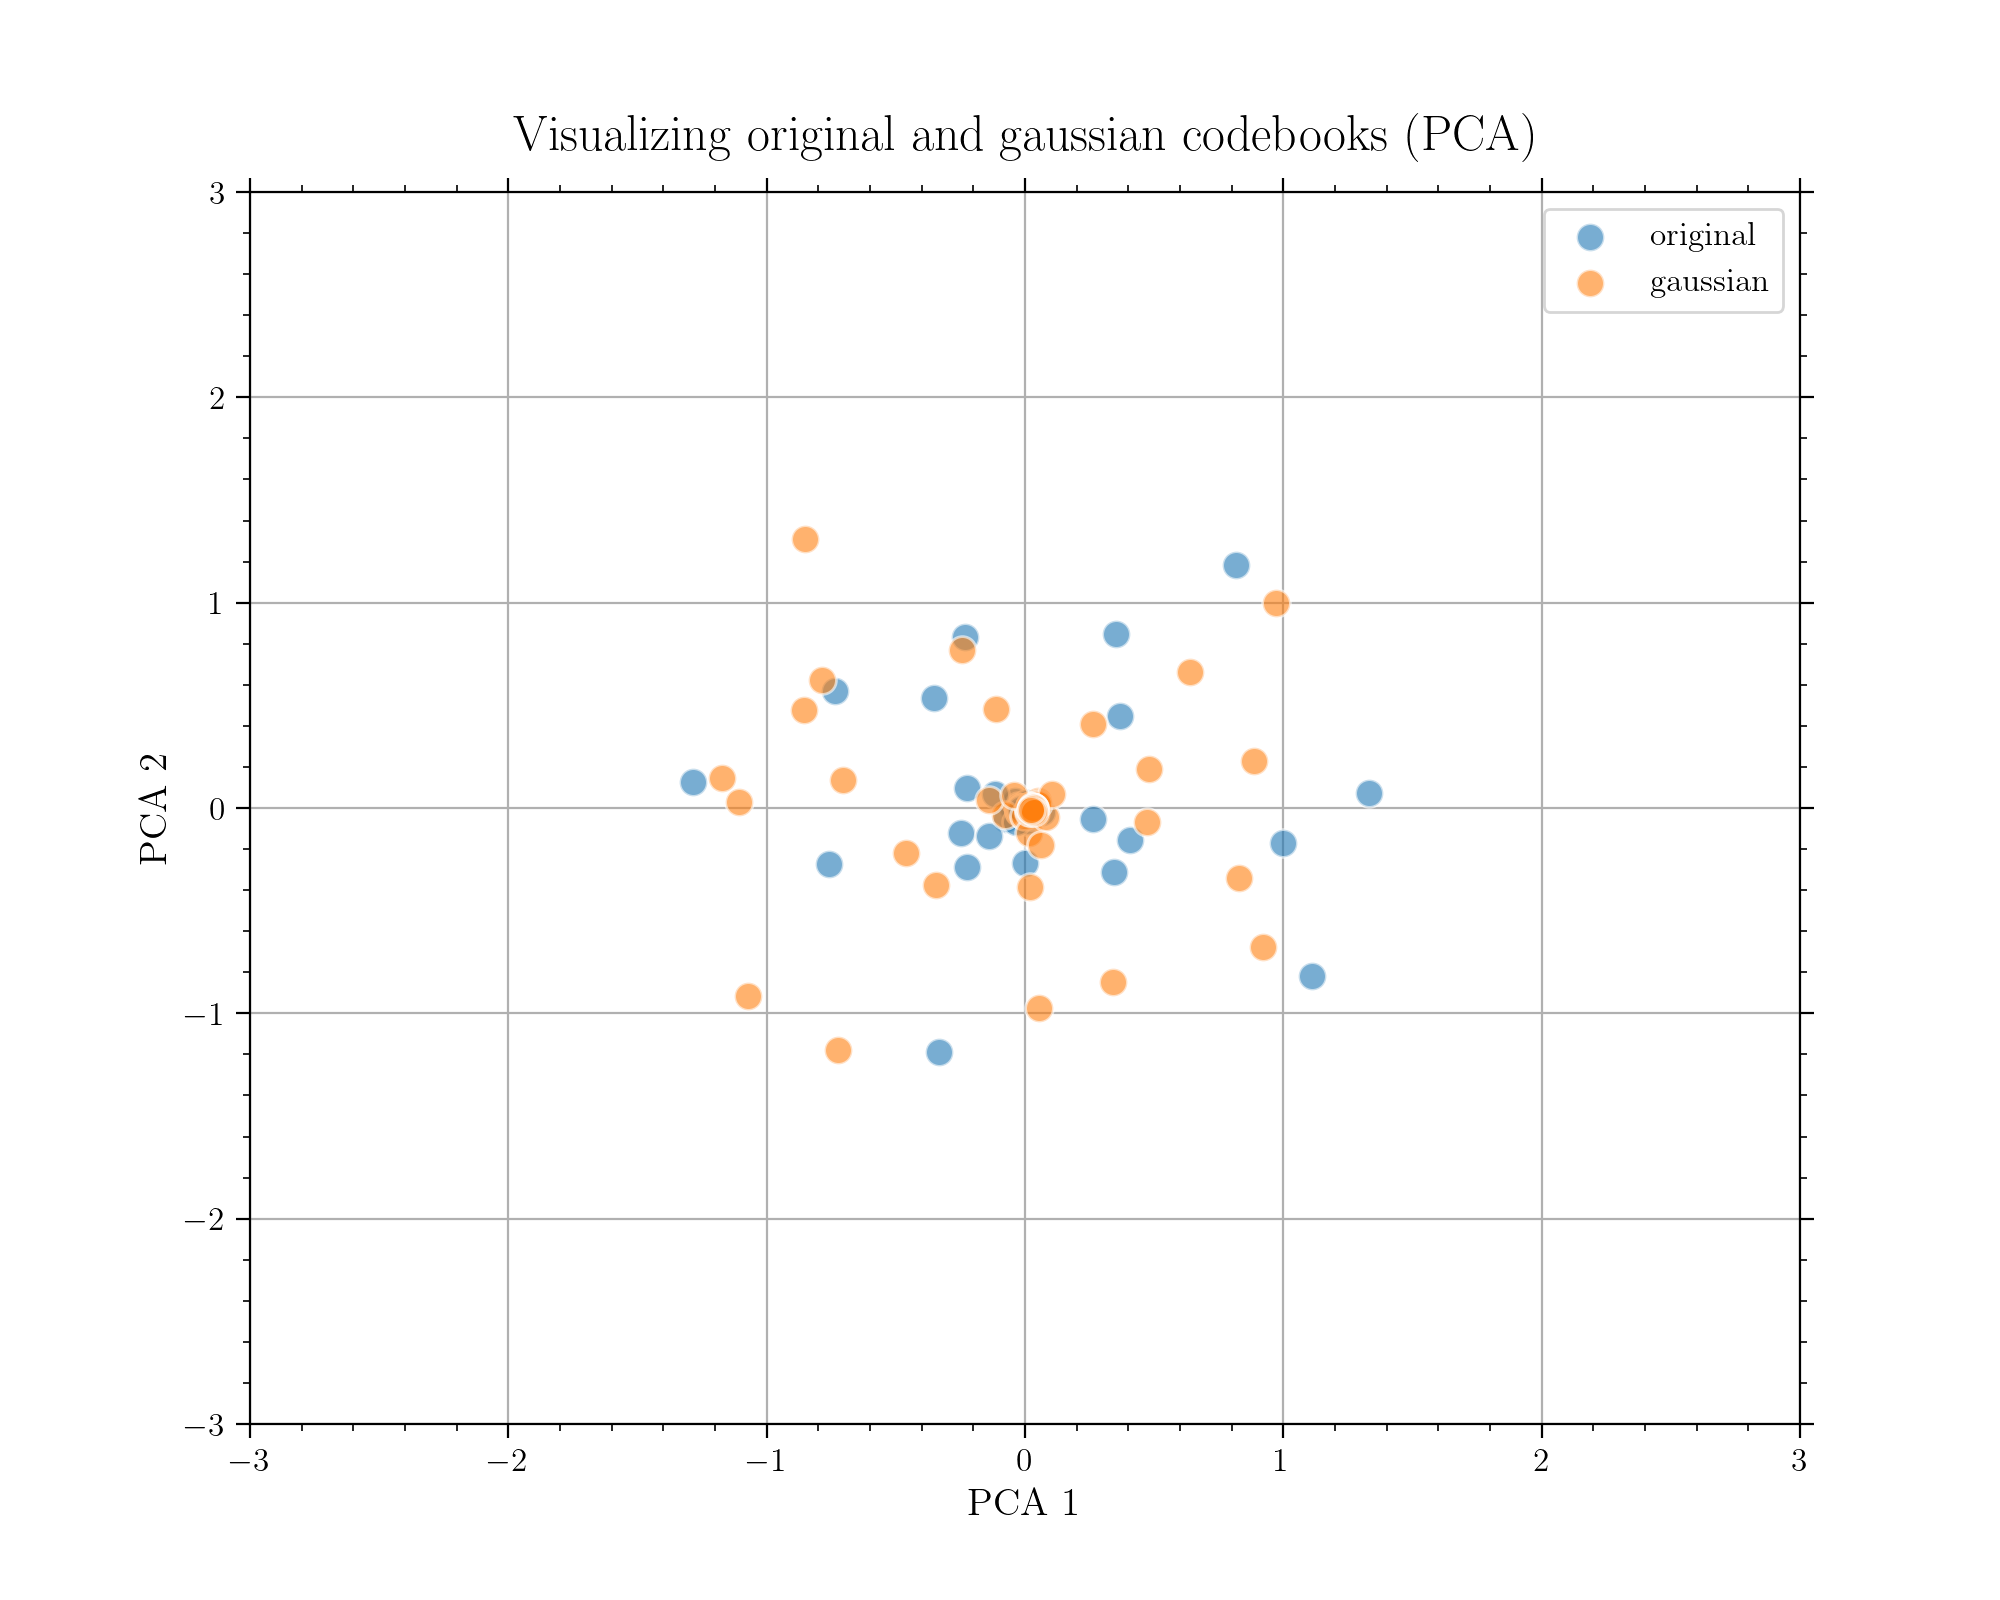 Visualizing original and gaussian codebooks (PCA)
original
gaussian
3
2
1
0
−1
−2
−3
PCA 2
−3 −2 −1 0 1 2 3
PCA 1